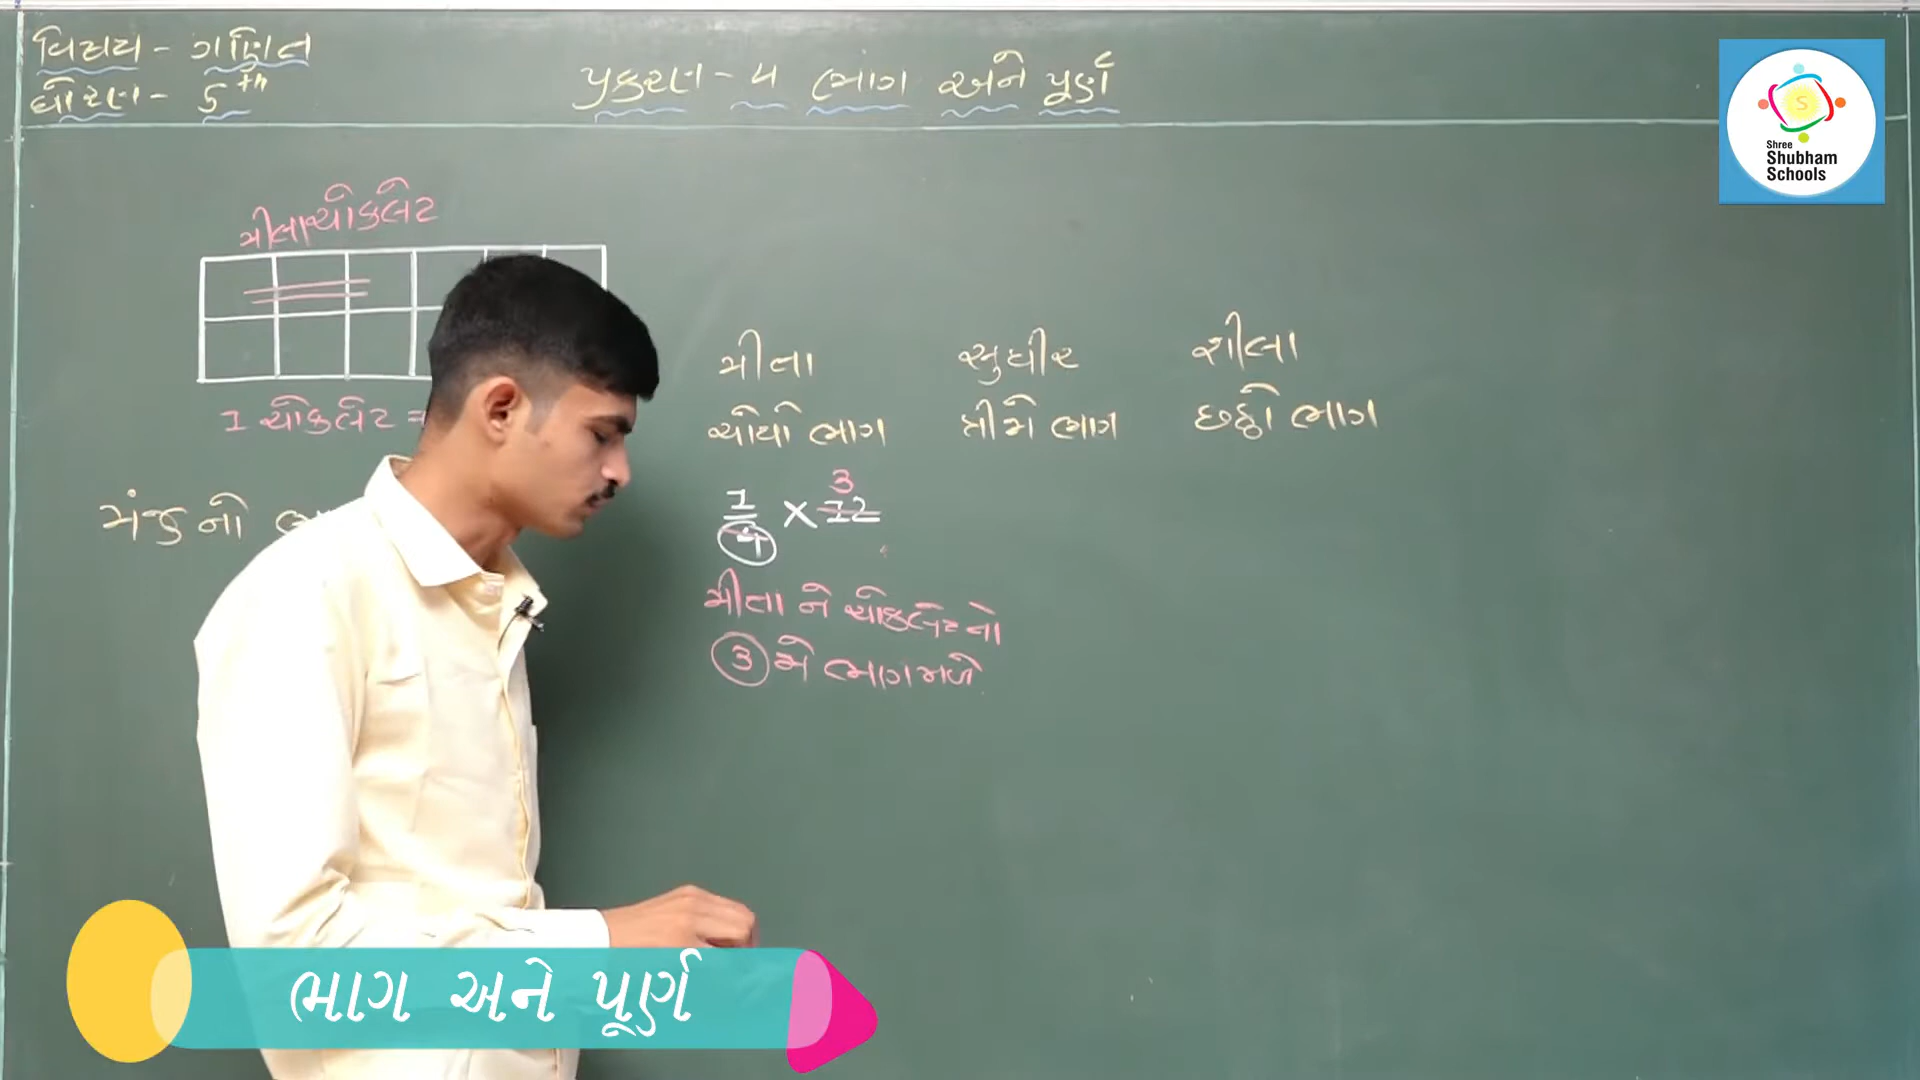 વિષય - ગણિત
ધોરણ - 5th
પ્રકરણ - 4 ભાગ અને પૂર્ણ
Shree
Shubham
Schools
ચોકલેટ
1 ચોકલેટ =
મંજુનો
મીના સુધીર શીલા
ચોથો ભાગ ત્રીજો ભાગ છઠ્ઠો ભાગ
3
1/4 × 12
મીના ને ચોકલેટનો
3 મો ભાગ મળે
ભાગ અને પૂર્ણ